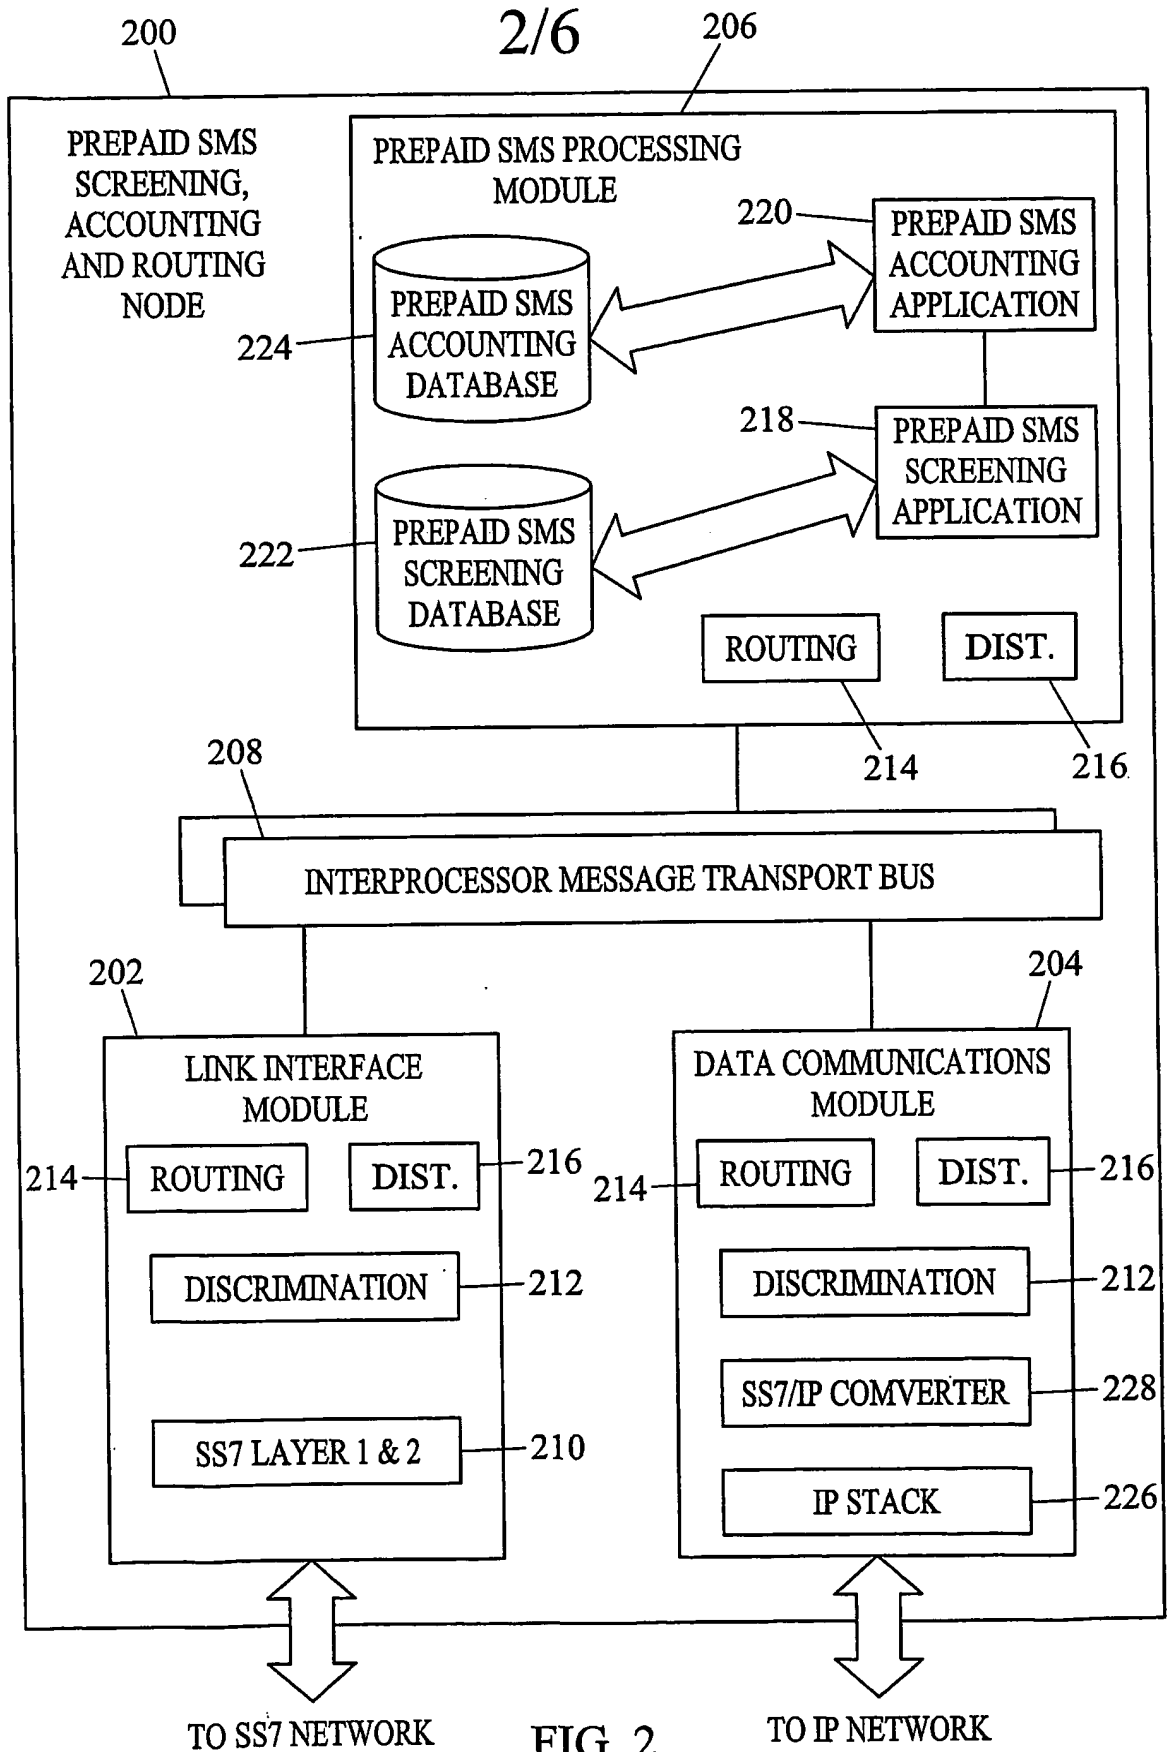 2/6
200
206
PREPAID SMS
SCREENING,
ACCOUNTING
AND ROUTING
NODE
PREPAID SMS PROCESSING
MODULE
220
PREPAID SMS
ACCOUNTING
APPLICATION
224
PREPAID SMS
ACCOUNTING
DATABASE
218
PREPAID SMS
SCREENING
APPLICATION
222
PREPAID SMS
SCREENING
DATABASE
ROUTING
DIST.
214
216
208
INTERPROCESSOR MESSAGE TRANSPORT BUS
202
204
LINK INTERFACE
MODULE
214
ROUTING
DIST.
216
DISCRIMINATION
212
SS7 LAYER 1 & 2
210
DATA COMMUNICATIONS
MODULE
214
ROUTING
DIST.
216
DISCRIMINATION
212
SS7/IP COMVERTER
228
IP STACK
226
TO SS7 NETWORK
FIG. 2
TO IP NETWORK